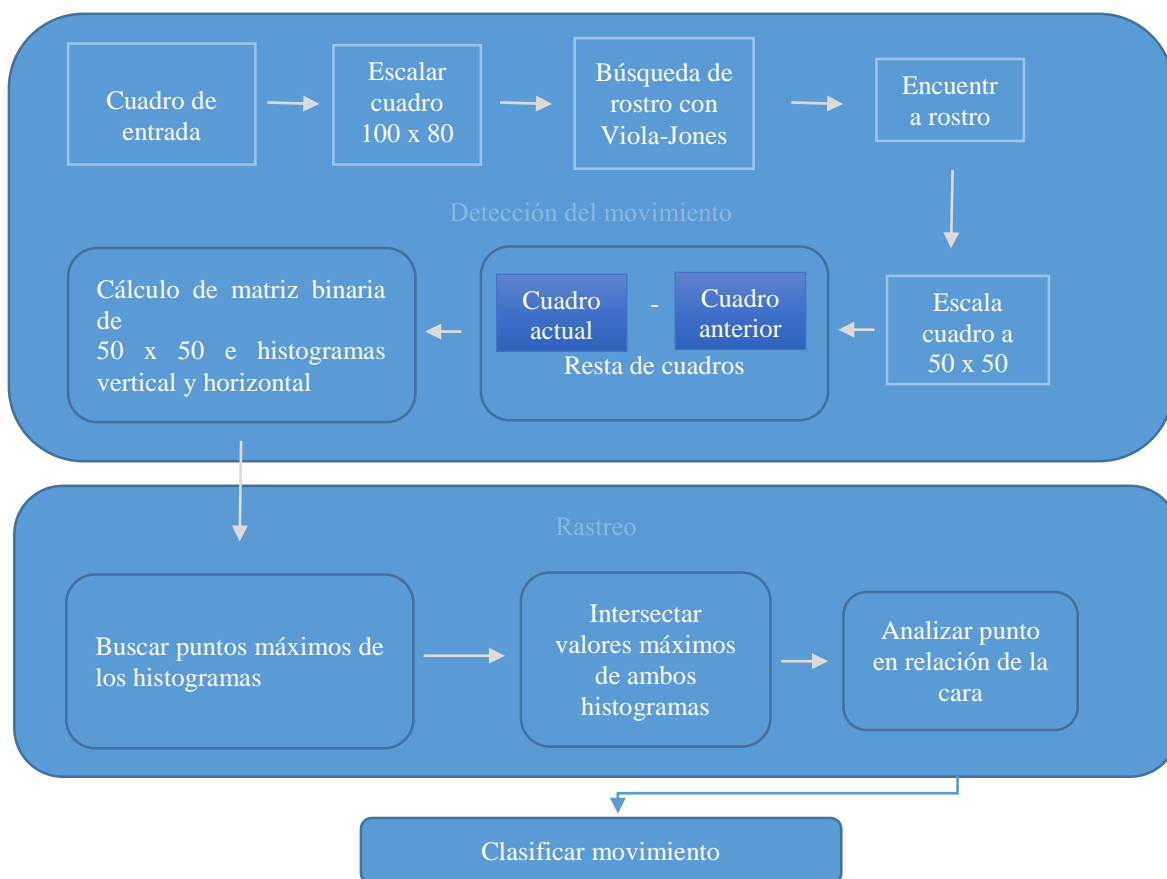 Cuadro de
entrada
Escalar
cuadro
100 x 80
Búsqueda de
rostro con
Viola-Jones
Encuentr
a rostro
Detección del movimiento
Escala
cuadro a
50 x 50
Cuadro
actual
-
Cuadro
anterior
Resta de cuadros
Cálculo de matriz binaria
de
50 x 50 e histogramas
vertical y horizontal
Rastreo
Buscar puntos máximos de
los histogramas
Intersectar
valores máximos
de ambos
histogramas
Analizar punto
en relación de la
cara
Clasificar movimiento